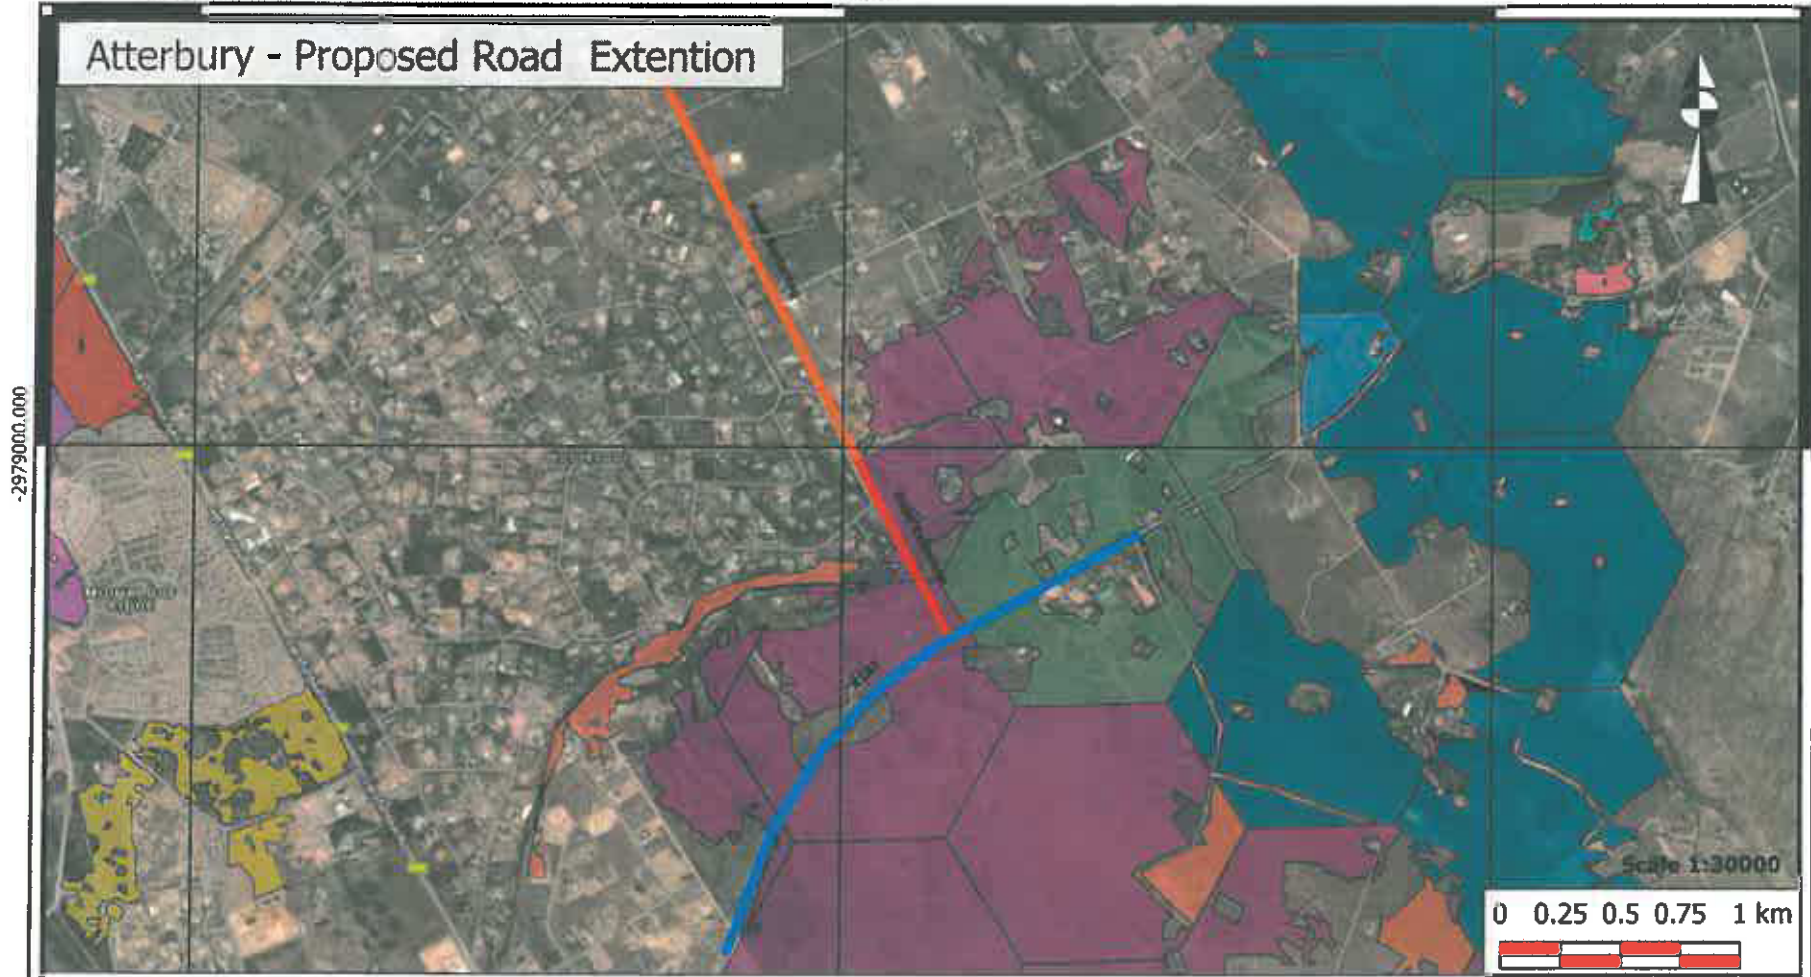 Atterbury - Proposed Road Extention
-2979000.000
Scale 1:30000
0 0.25 0.5 0.75 1 km